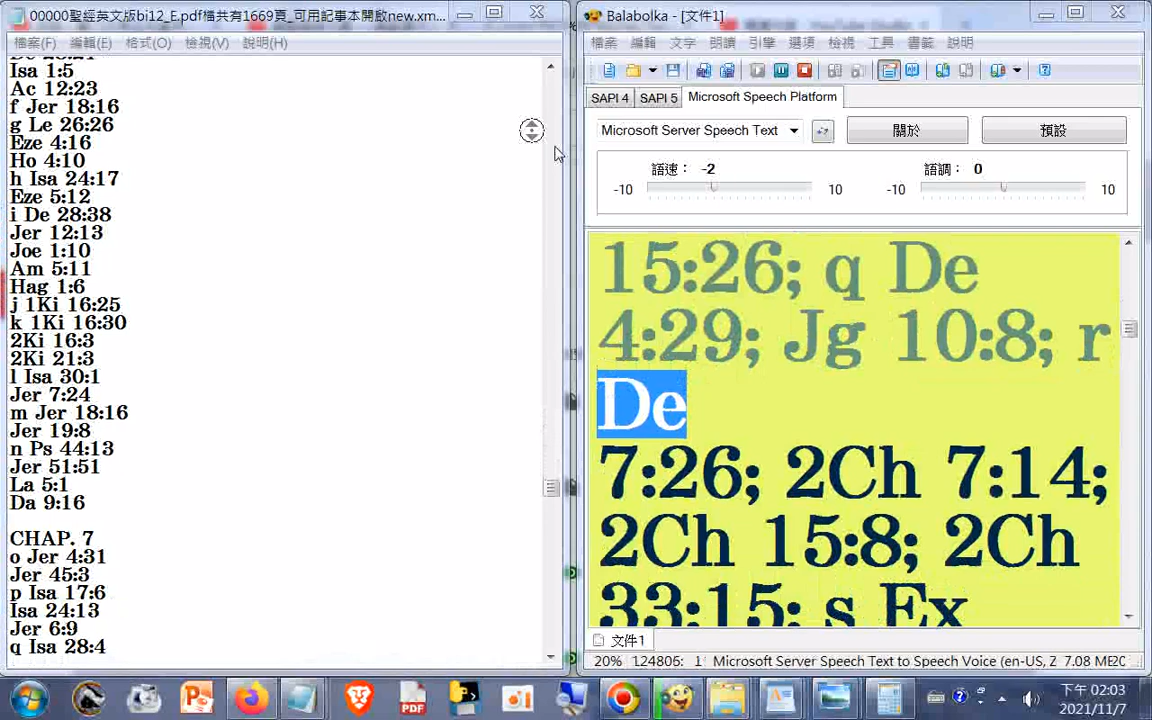 00000聖經英文版bi12_E.pdf檔共有1669頁_可用記事本開啟new.xm...
檔案(F) 編輯(E) 格式(O) 檢視(V) 說明(H)
Isa 1:5
Ac 12:23
f Jer 18:16
g Le 26:26
Eze 4:16
Ho 4:10
h Isa 24:17
Eze 5:12
i De 28:38
Jer 12:13
Joe 1:10
Am 5:11
Hag 1:6
j 1Ki 16:25
k 1Ki 16:30
2Ki 16:3
2Ki 21:3
l Isa 30:1
Jer 7:24
m Jer 18:16
Jer 19:8
n Ps 44:13
Jer 51:51
La 5:1
Da 9:16
CHAP. 7
o Jer 4:31
Jer 45:3
p Isa 17:6
Isa 24:13
Jer 6:9
q Isa 28:4
Balabolka - [文件1]
檔案 編輯 文字 朗讀 引擎 選項 檢視 工具 書籤 說明
SAPI 4 SAPI 5 Microsoft Speech Platform
Microsoft Server Speech Text 關於 預設
語速： -2 語調： 0
-10 10 -10 10
15:26; q De
4:29; Jg 10:8; r
De
7:26; 2Ch 7:14;
2Ch 15:8; 2Ch
33:15; s Ex
文件1
20% 124805: 1 Microsoft Server Speech Text to Speech Voice (en-US, Z 7.08 ME2C
PDF
下午 02:03
2021/11/7